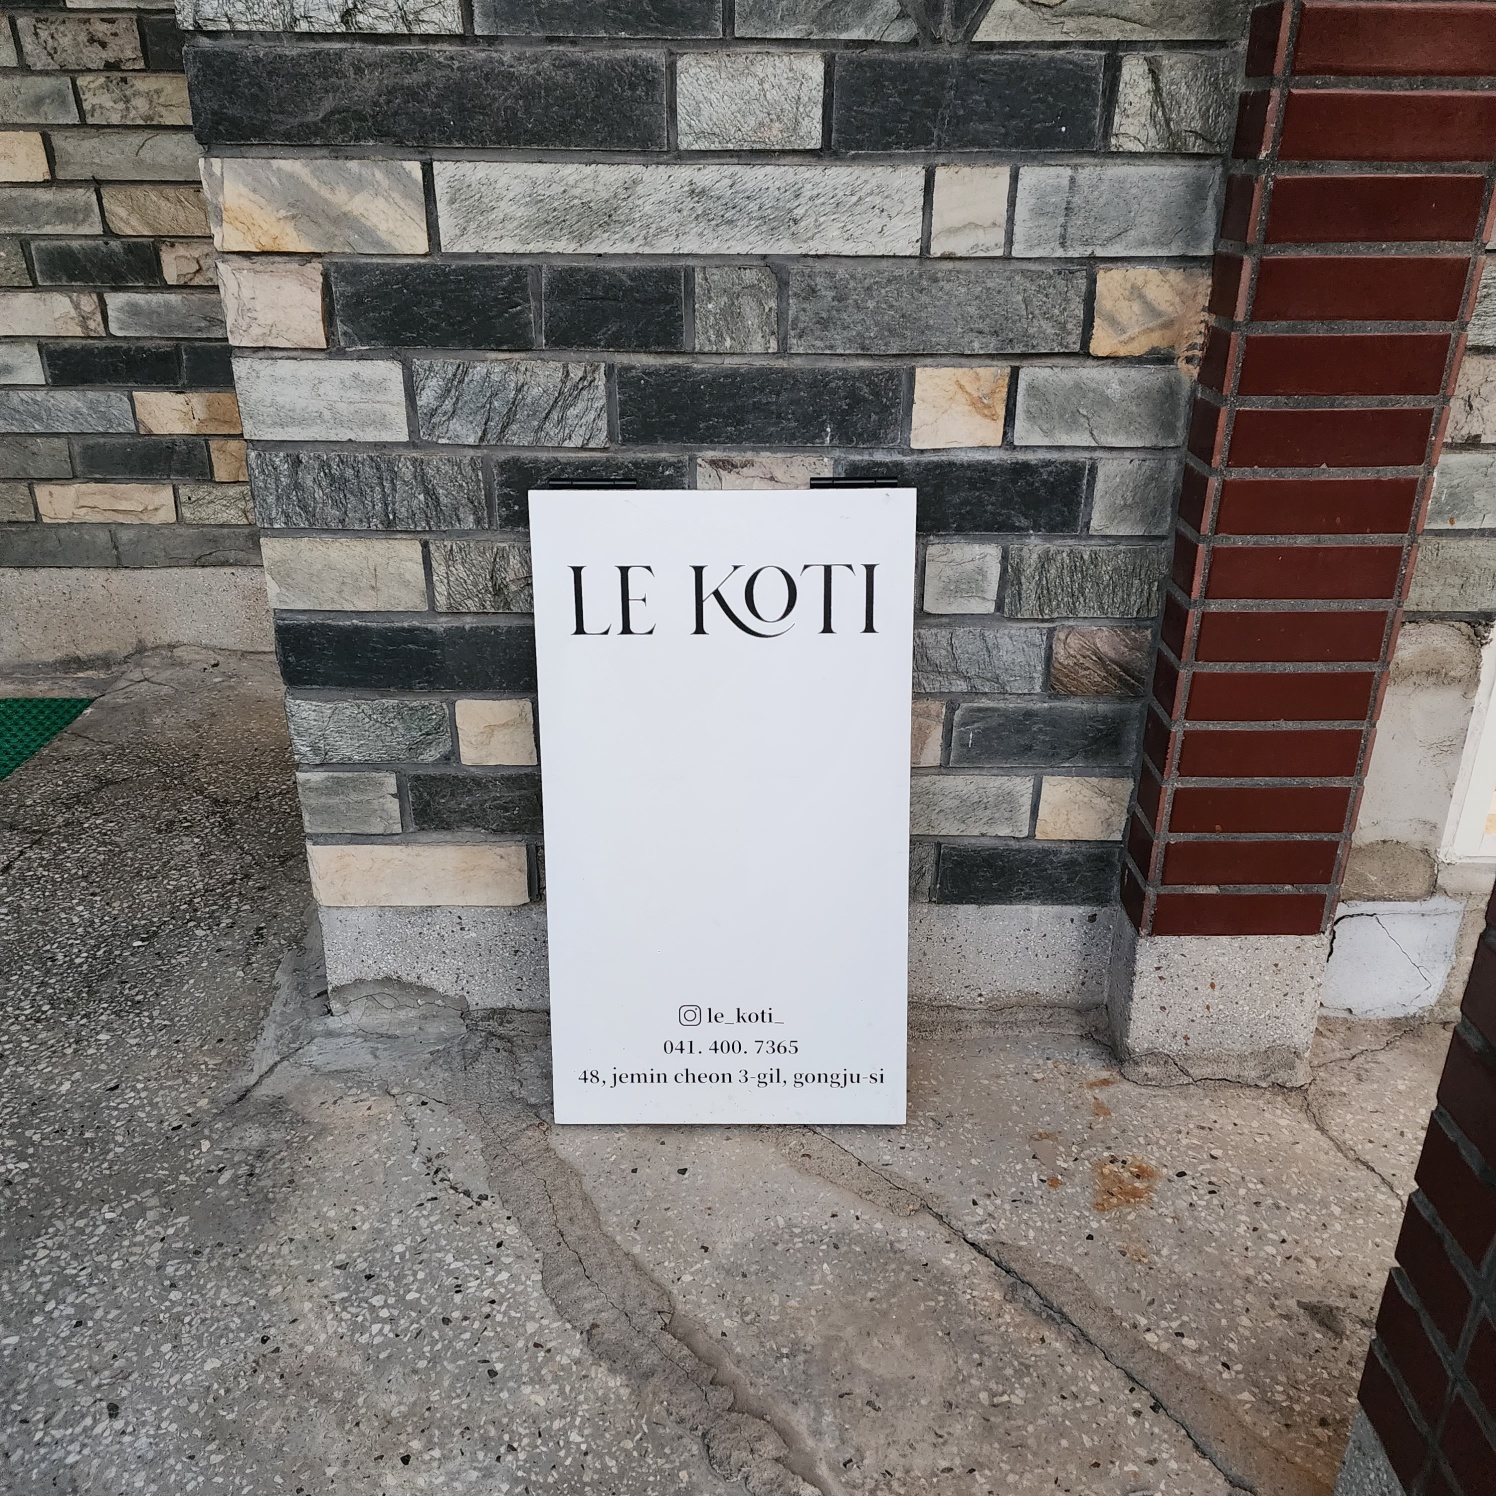 LE KOTI
le_koti_
041. 400. 7365
48, jemin cheon 3-gil, gongju-si